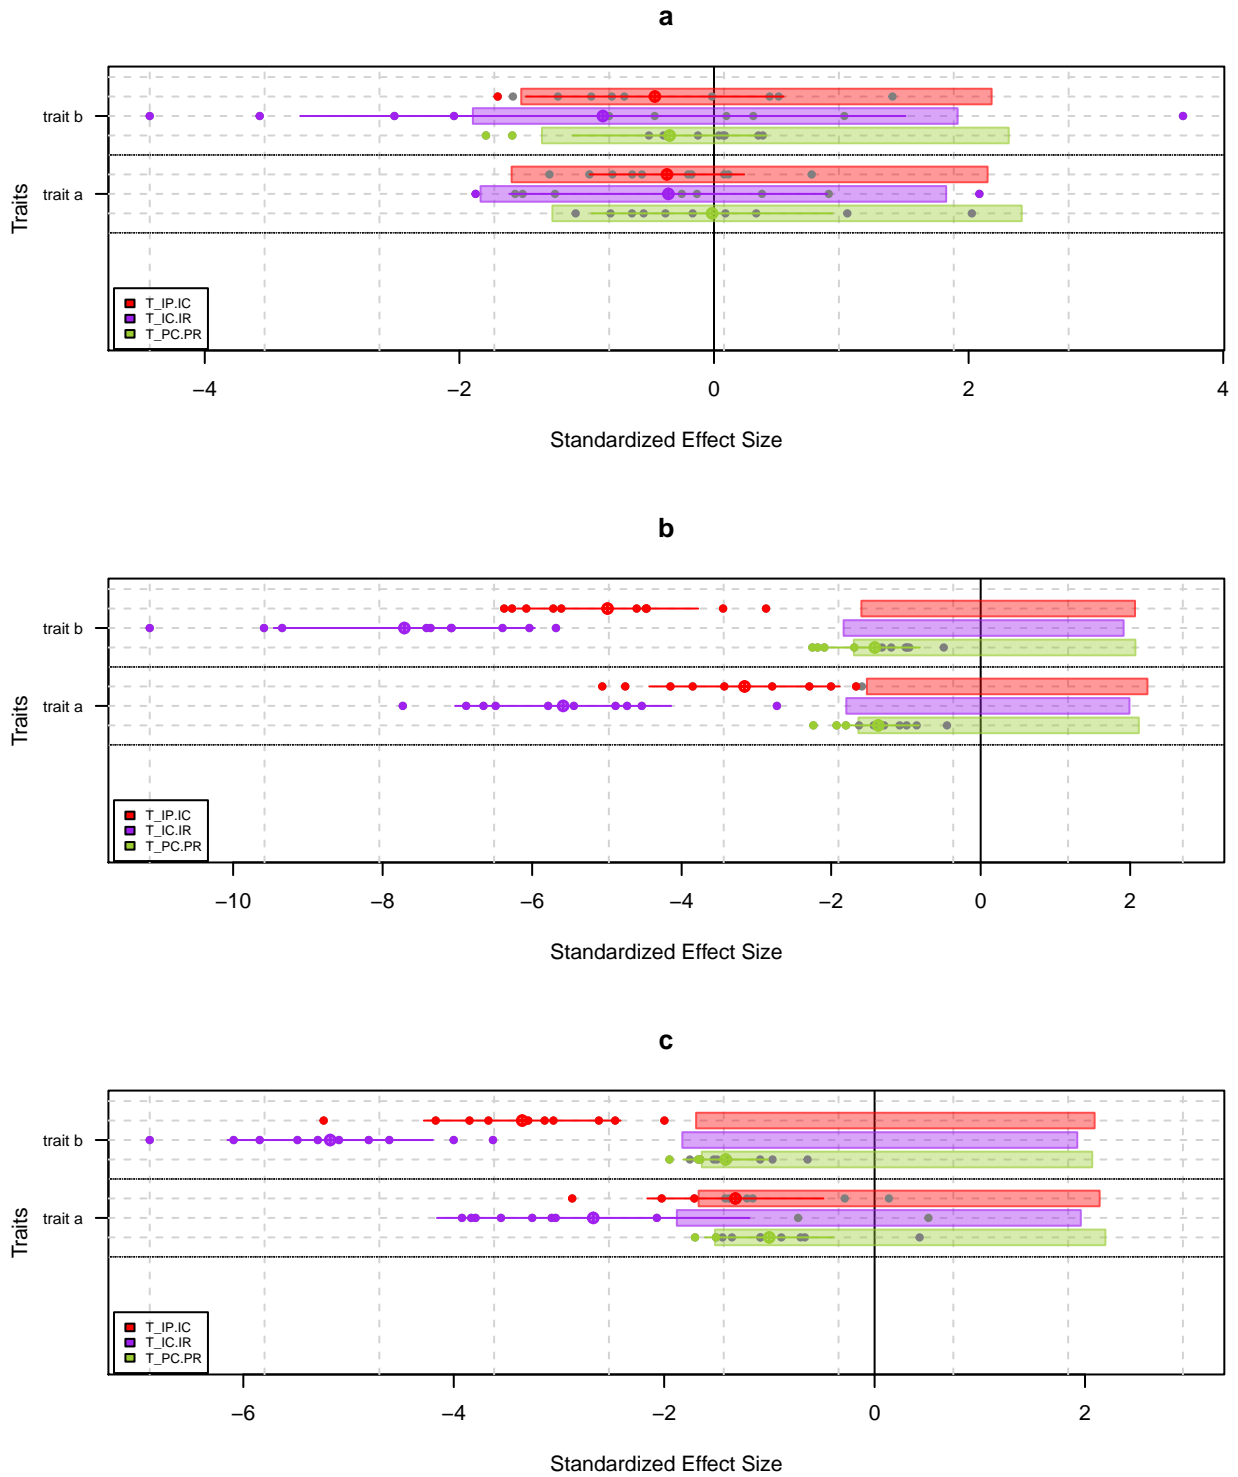 a
Traits
trait b
trait a
T_IP.IC
T_IC.IR
T_PC.PR
−4 −2 0 2 4
Standardized Effect Size
b
Traits
trait b
trait a
T_IP.IC
T_IC.IR
T_PC.PR
−10 −8 −6 −4 −2 0 2
Standardized Effect Size
c
Traits
trait b
trait a
T_IP.IC
T_IC.IR
T_PC.PR
−6 −4 −2 0 2
Standardized Effect Size